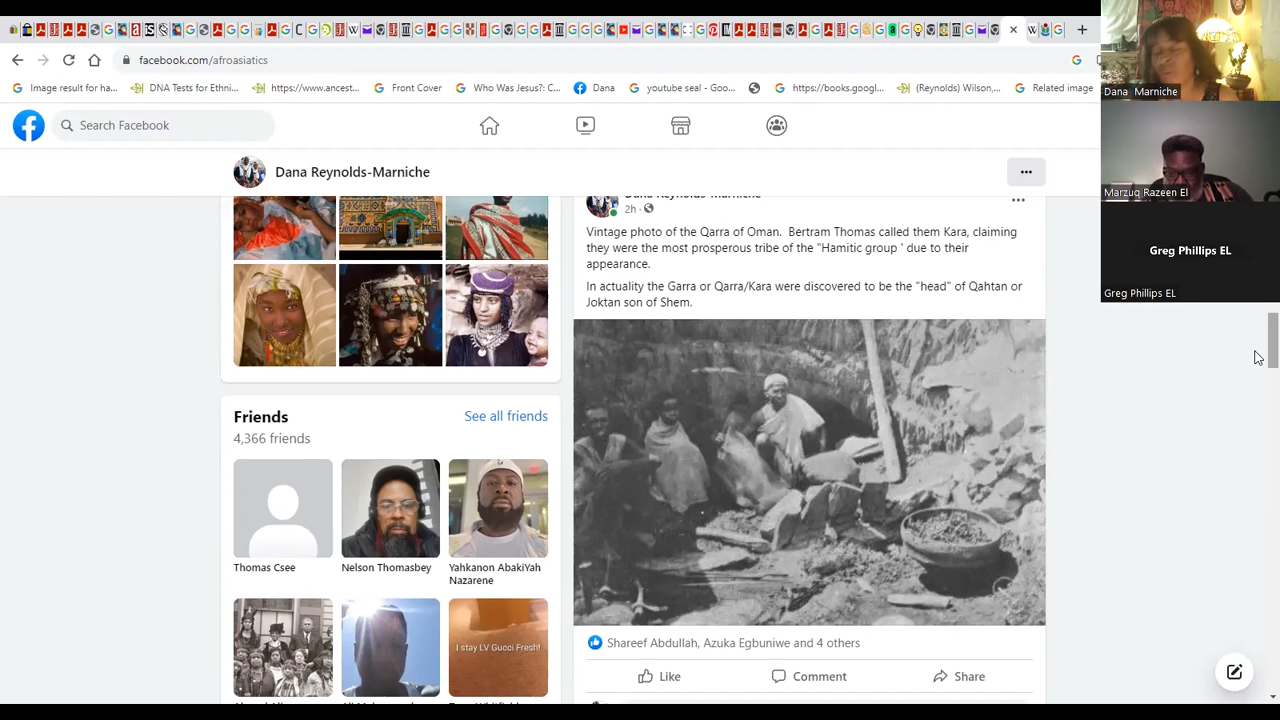 facebook.com/afroasiatics
Image result for ha...
DNA Tests for Ethni...
https://www.ancest...
Front Cover
Who Was Jesus?: C...
Dana
youtube seal - Goo...
https://books.googl...
(Reynolds) Wilson,...
Related image
Search Facebook
Dana Reynolds-Marniche
2h
Vintage photo of the Qarra of Oman. Bertram Thomas called them Kara, claiming
they were the most prosperous tribe of the "Hamitic group ' due to their
appearance.
In actuality the Garra or Qarra/Kara were discovered to be the "head" of Qahtan or
Joktan son of Shem.
Friends
See all friends
4,366 friends
Thomas Csee
Nelson Thomasbey
Yahkanon AbakiYah
Nazarene
I stay LV Gucci Fresh!
Shareef Abdullah, Azuka Egbuniwe and 4 others
Like
Comment
Share
Dana Marniche
Marzuq Razeen El
Greg Phillips EL
Greg Phillips EL